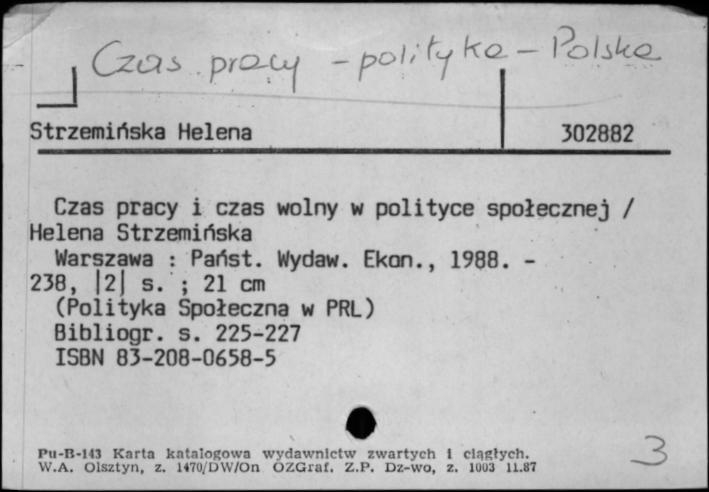 Czas pracy - polityka - Polska
Strzemińska Helena 302882
Czas pracy i czas wolny w polityce społecznej /
Helena Strzemińska
Warszawa : Państ. Wydaw. Ekon., 1988. -
238, |2| s. ; 21 cm
(Polityka Społeczna w PRL)
Bibliogr. s. 225-227
ISBN 83-208-0658-5
Pu-B-143 Karta katalogowa wydawnictw zwartych i ciągłych.
W.A. Olsztyn, z. 1470/DW/On OZGraf. Z.P. Dz-wo, z. 1003 11.87
3